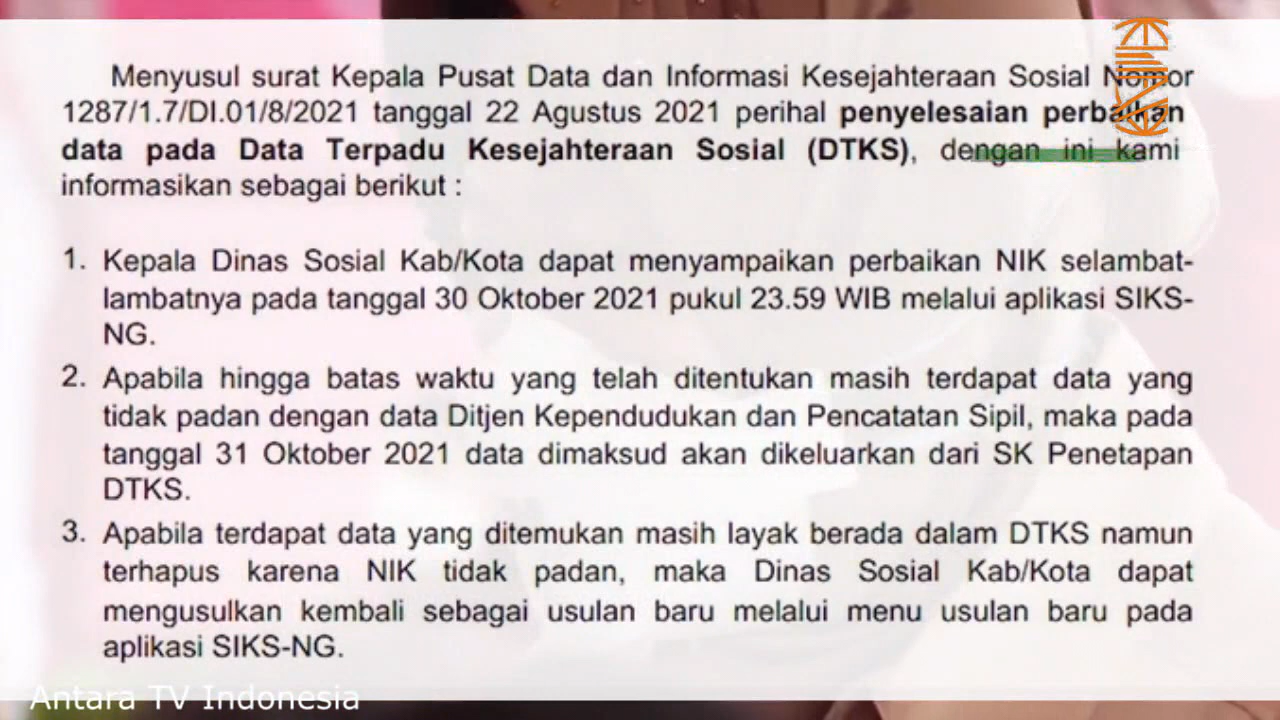 Menyusul surat Kepala Pusat Data dan Informasi Kesejahteraan Sosial Nomor
1287/1.7/DI.01/8/2021 tanggal 22 Agustus 2021 perihal penyelesaian perbaikan
data pada Data Terpadu Kesejahteraan Sosial (DTKS), dengan ini kami
informasikan sebagai berikut :
1. Kepala Dinas Sosial Kab/Kota dapat menyampaikan perbaikan NIK selambat-
lambatnya pada tanggal 30 Oktober 2021 pukul 23.59 WIB melalui aplikasi SIKS-
NG.
2. Apabila hingga batas waktu yang telah ditentukan masih terdapat data yang
tidak padan dengan data Ditjen Kependudukan dan Pencatatan Sipil, maka pada
tanggal 31 Oktober 2021 data dimaksud akan dikeluarkan dari SK Penetapan
DTKS.
3. Apabila terdapat data yang ditemukan masih layak berada dalam DTKS namun
terhapus karena NIK tidak padan, maka Dinas Sosial Kab/Kota dapat
mengusulkan kembali sebagai usulan baru melalui menu usulan baru pada
aplikasi SIKS-NG.
Antara TV Indonesia